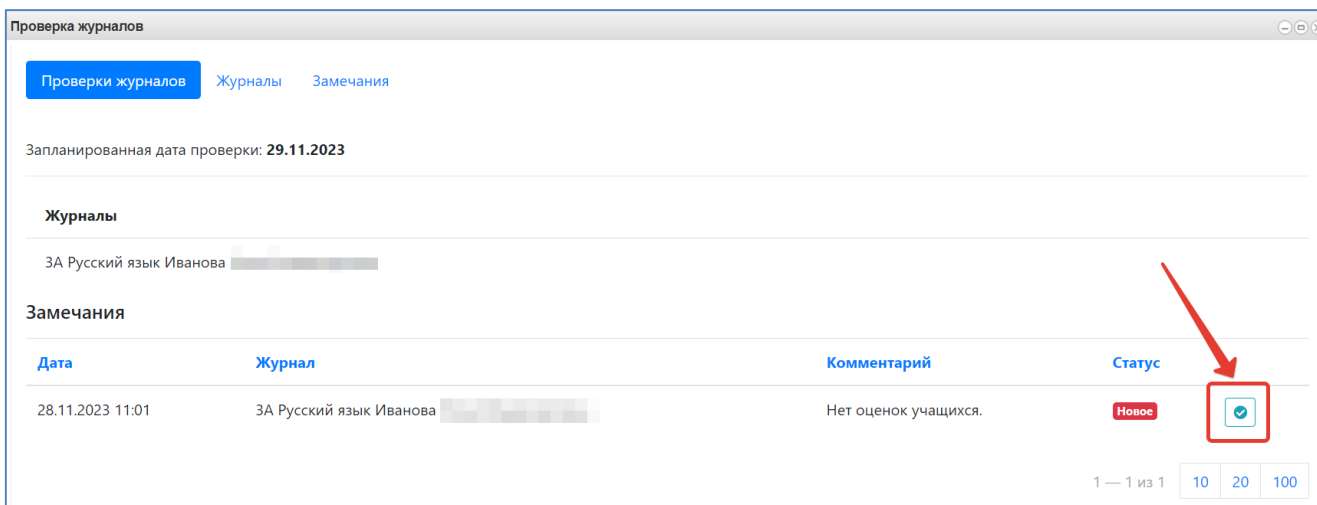 Проверка журналов
Проверки журналов Журналы Замечания
Запланированная дата проверки: 29.11.2023
Журналы
3А Русский язык Иванова
Замечания
Дата Журнал Комментарий Статус
28.11.2023 11:01 3А Русский язык Иванова Нет оценок учащихся. Новое
1 — 1 из 1 10 20 100